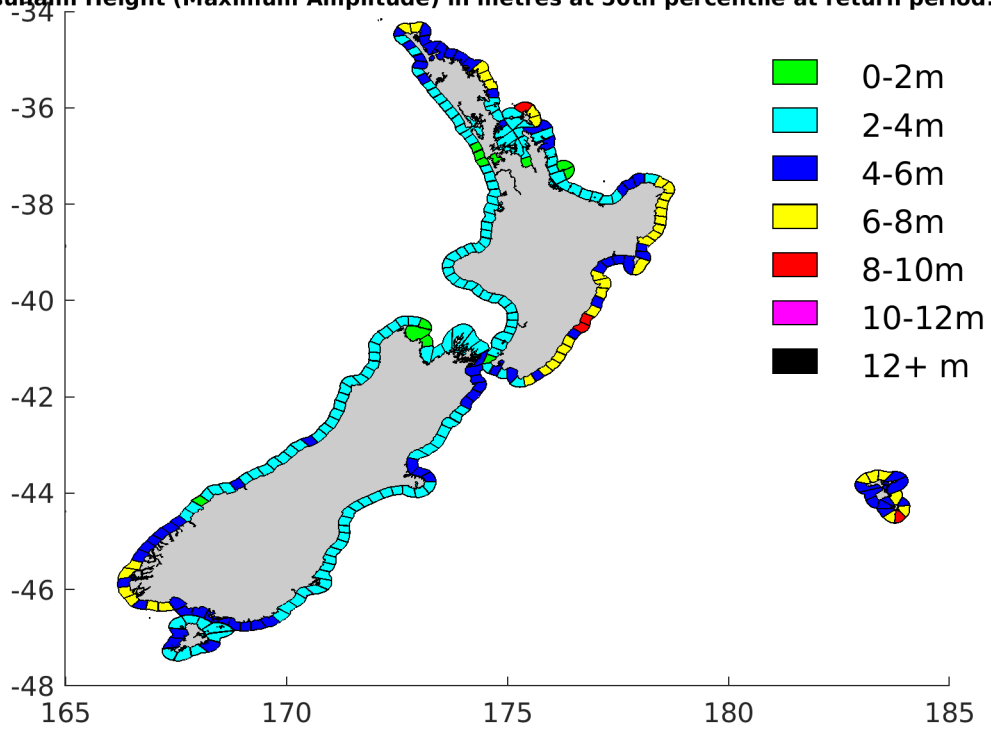 Height (Maximum Amplitude) in metres at 50th percentile at return period:
-34
-36
-38
-40
-42
-44
-46
-48
165
170
175
180
185
0-2m
2-4m
4-6m
6-8m
8-10m
10-12m
12+ m